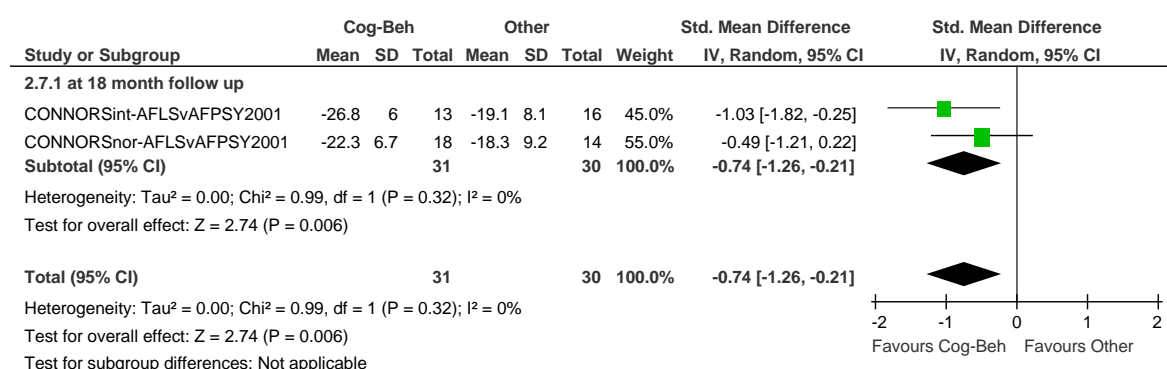 Cog-Beh Other Std. Mean Difference Std. Mean Difference
Study or Subgroup Mean SD Total Mean SD Total Weight IV, Random, 95% CI IV, Random, 95% CI
2.7.1 at 18 month follow up
CONNORSint-AFLSvAFPSY2001 -26.8 6 13 -19.1 8.1 16 45.0% -1.03 [-1.82, -0.25]
CONNORSnor-AFLSvAFPSY2001 -22.3 6.7 18 -18.3 9.2 14 55.0% -0.49 [-1.21, 0.22]
Subtotal (95% CI) 31 30 100.0% -0.74 [-1.26, -0.21]
Heterogeneity: Tau² = 0.00; Chi² = 0.99, df = 1 (P = 0.32); I² = 0%
Test for overall effect: Z = 2.74 (P = 0.006)
Total (95% CI) 31 30 100.0% -0.74 [-1.26, -0.21]
Heterogeneity: Tau² = 0.00; Chi² = 0.99, df = 1 (P = 0.32); I² = 0%
Test for overall effect: Z = 2.74 (P = 0.006)
Test for subgroup differences: Not applicable
-2 -1 0 1 2
Favours Cog-Beh Favours Other